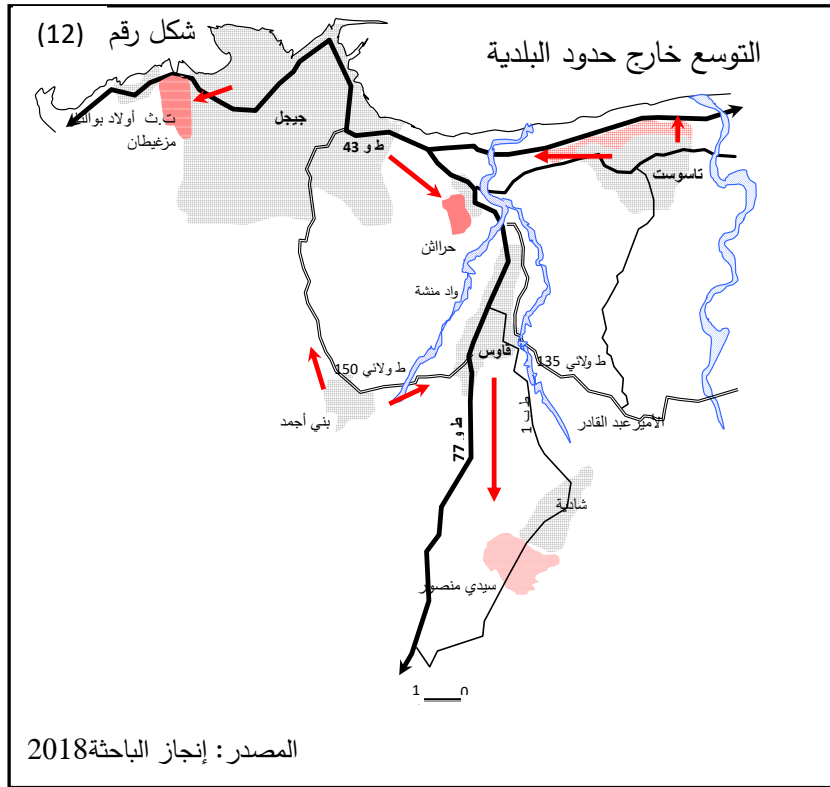 شكل رقم (12)
التوسع خارج حدود البلدية
جيجل
ت.ث أولاد بوالنار
مزغيطان
ط و 43
تاسوست
حراثن
واد منشة
قاوس
ط ولائي 135
ط ولائي 150
بني أحمد
ط ب 1
الأمير عبد القادر
ط و 77
شادية
سيدي منصور
1 0
المصدر: إنجاز الباحثة2018